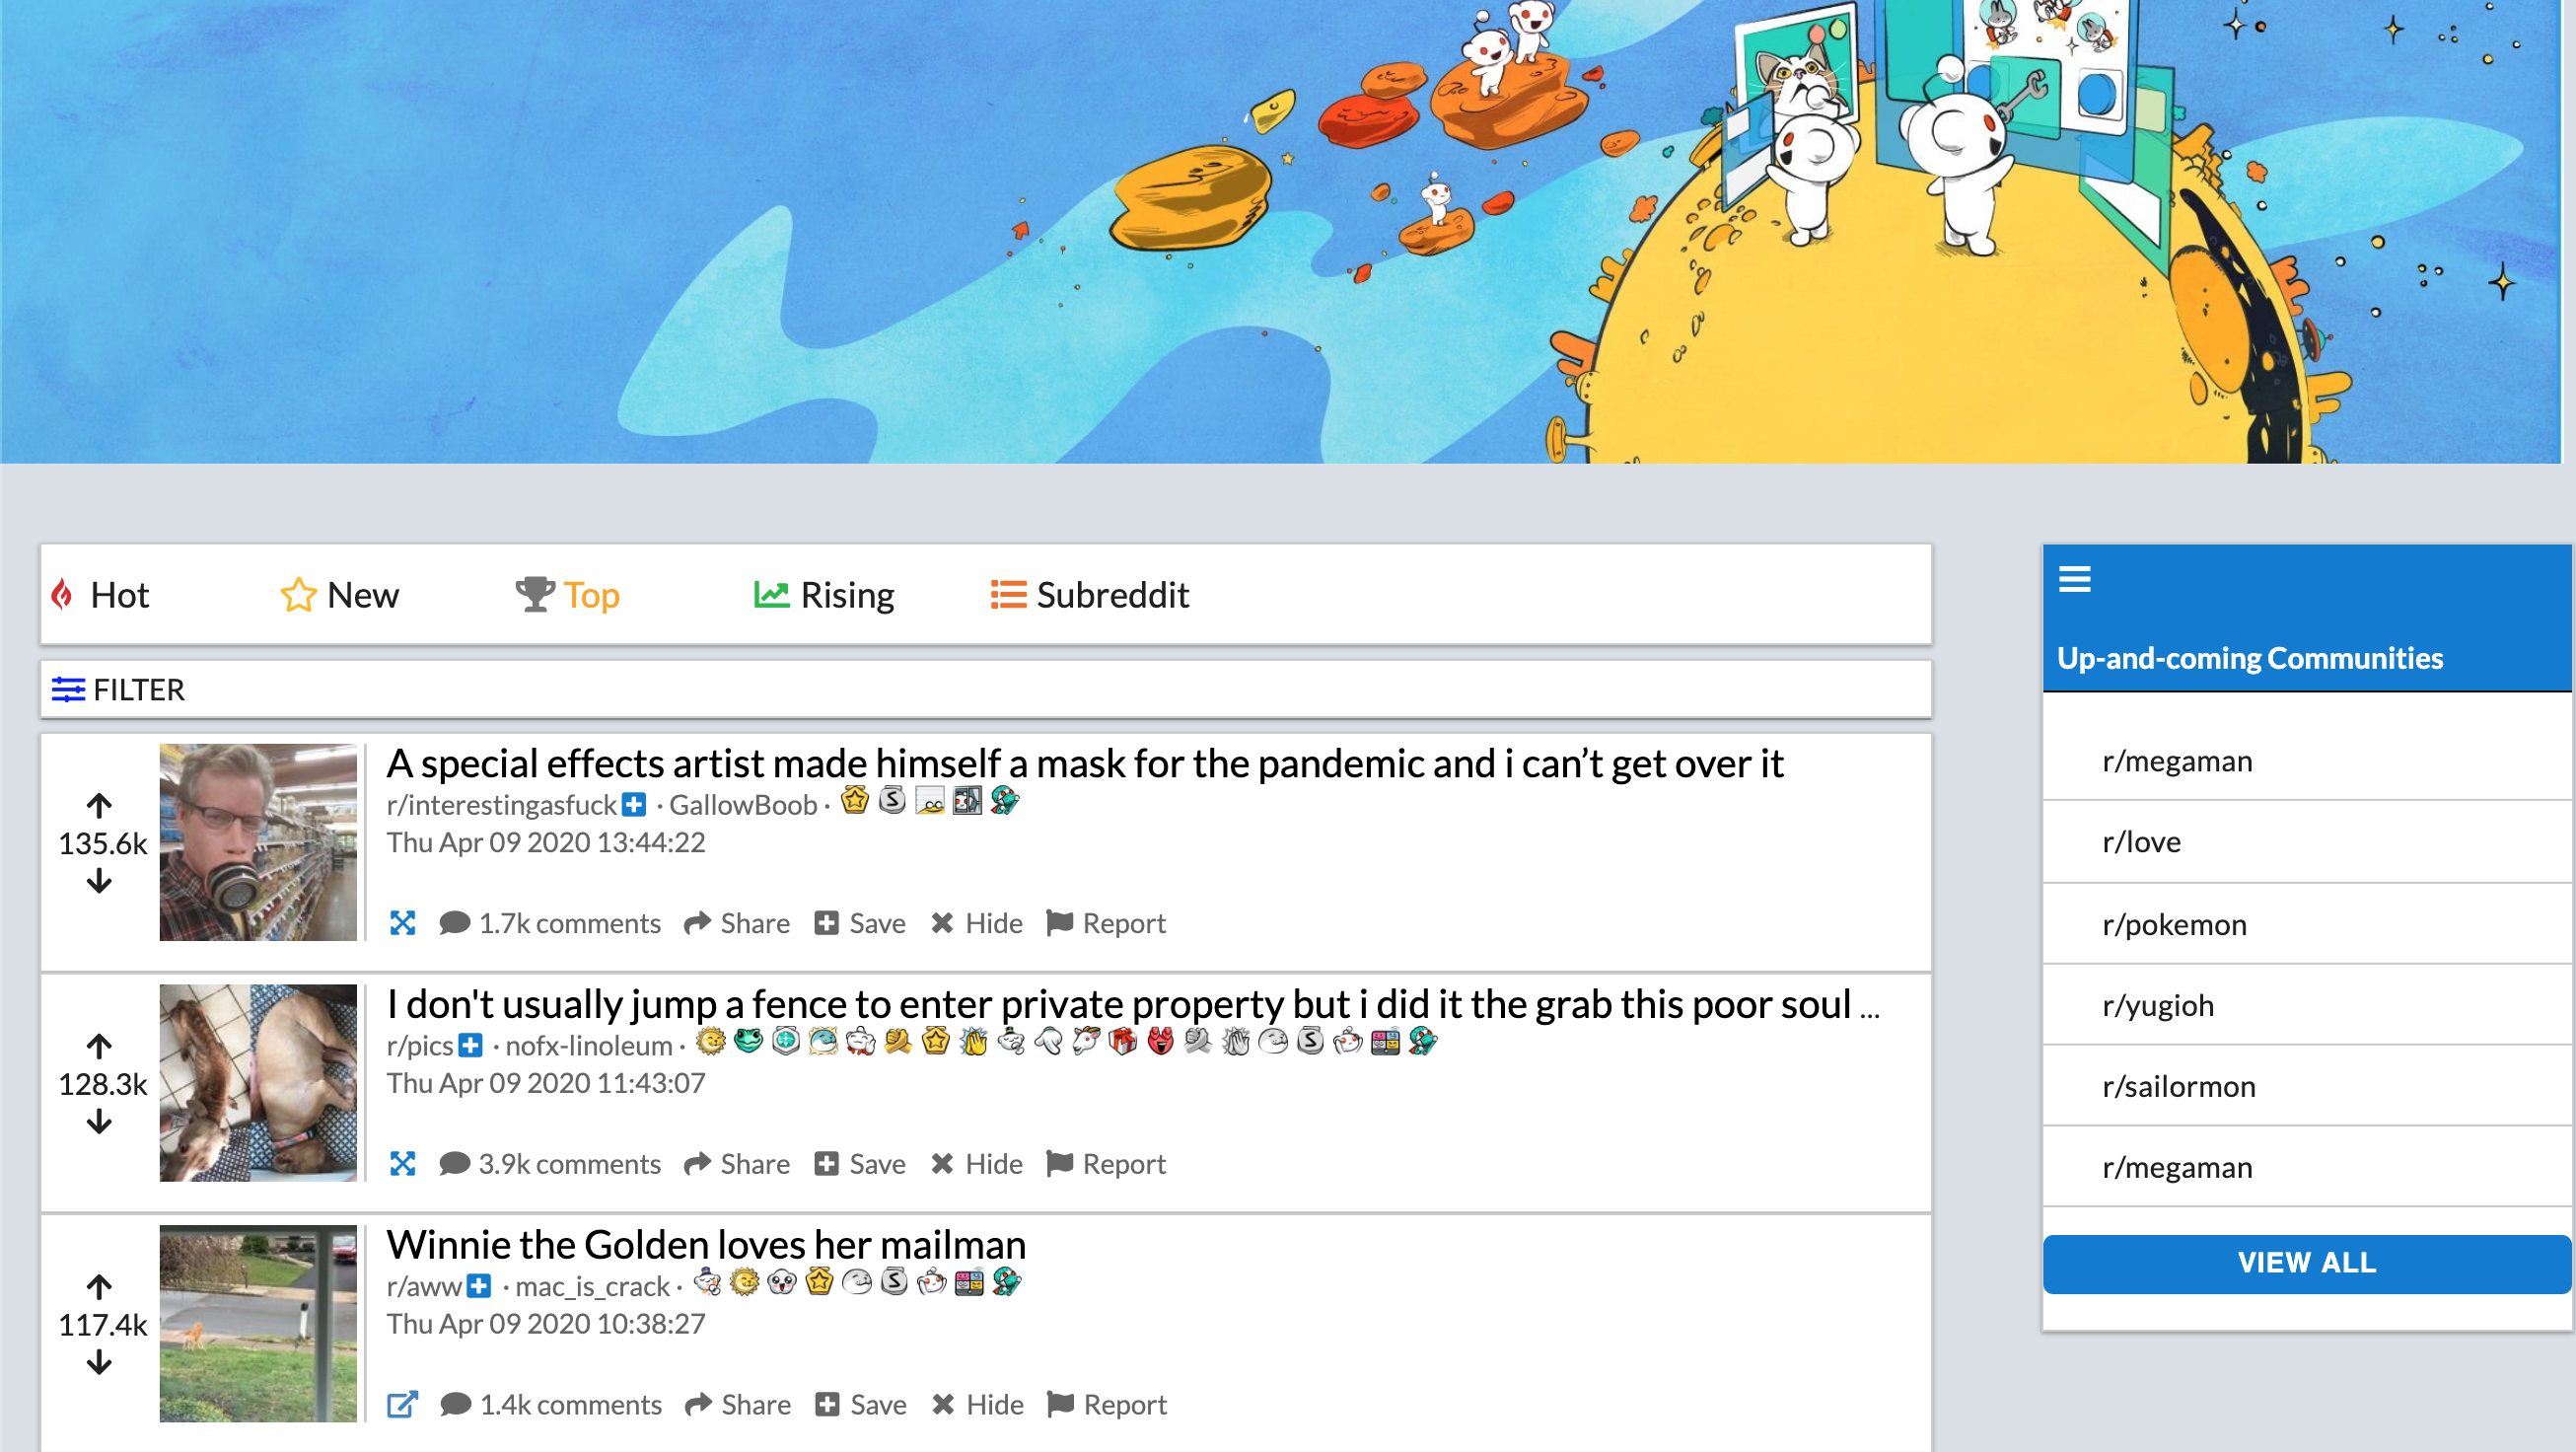 Hot New Top Rising Subreddit
FILTER
135.6k
A special effects artist made himself a mask for the pandemic and i can’t get over it
r/interestingasfuck · GallowBoob ·
Thu Apr 09 2020 13:44:22
1.7k comments Share Save Hide Report
128.3k
I don't usually jump a fence to enter private property but i did it the grab this poor soul ...
r/pics · nofx-linoleum ·
Thu Apr 09 2020 11:43:07
3.9k comments Share Save Hide Report
117.4k
Winnie the Golden loves her mailman
r/aww · mac_is_crack ·
Thu Apr 09 2020 10:38:27
1.4k comments Share Save Hide Report
Up-and-coming Communities
r/megaman
r/love
r/pokemon
r/yugioh
r/sailormon
r/megaman
VIEW ALL